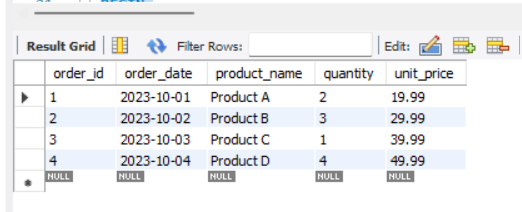 Result Grid Filter Rows: Edit:
order_id order_date product_name quantity unit_price
1 2023-10-01 Product A 2 19.99
2 2023-10-02 Product B 3 29.99
3 2023-10-03 Product C 1 39.99
4 2023-10-04 Product D 4 49.99
NULL NULL NULL NULL NULL